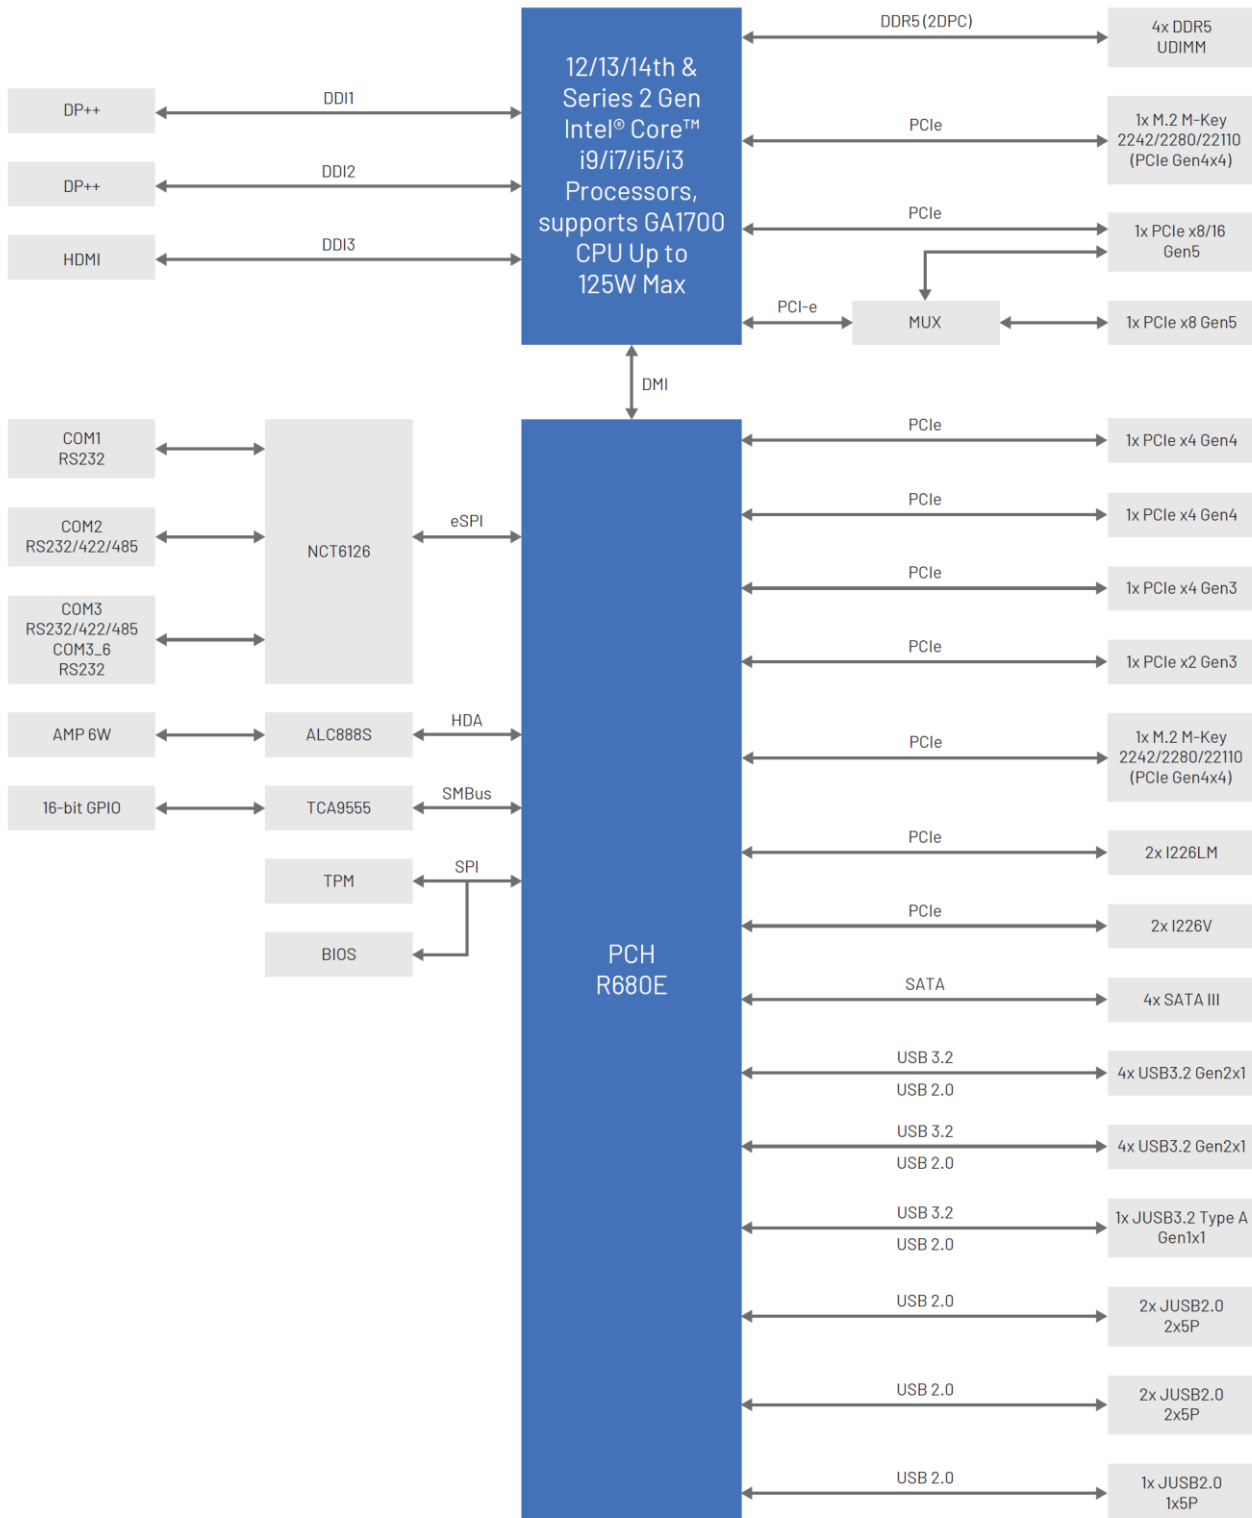 DDR5 (2DPC)
4x DDR5
UDIMM
12/13/14th &
Series 2 Gen
Intel® Core™
i9/i7/i5/i3
Processors,
supports GA1700
CPU Up to
125W Max
DP++
DDI1
DP++
DDI2
HDMI
DDI3
PCIe
1x M.2 M-Key
2242/2280/22110
(PCIe Gen4x4)
PCIe
1x PCIe x8/16
Gen5
PCI-e
MUX
1x PCIe x8 Gen5
DMI
COM1
RS232
COM2
RS232/422/485
COM3
RS232/422/485
COM3_6
RS232
NCT6126
eSPI
AMP 6W
ALC888S
HDA
16-bit GPIO
TCA9555
SMBus
TPM
SPI
BIOS
PCH
R680E
PCIe
1x PCIe x4 Gen4
PCIe
1x PCIe x4 Gen4
PCIe
1x PCIe x4 Gen3
PCIe
1x PCIe x2 Gen3
PCIe
1x M.2 M-Key
2242/2280/22110
(PCIe Gen4x4)
PCIe
2x I226LM
PCIe
2x I226V
SATA
4x SATA III
USB 3.2
USB 2.0
4x USB3.2 Gen2x1
USB 3.2
USB 2.0
4x USB3.2 Gen2x1
USB 3.2
USB 2.0
1x JUSB3.2 Type A
Gen1x1
USB 2.0
2x JUSB2.0
2x5P
USB 2.0
2x JUSB2.0
2x5P
USB 2.0
1x JUSB2.0
1x5P